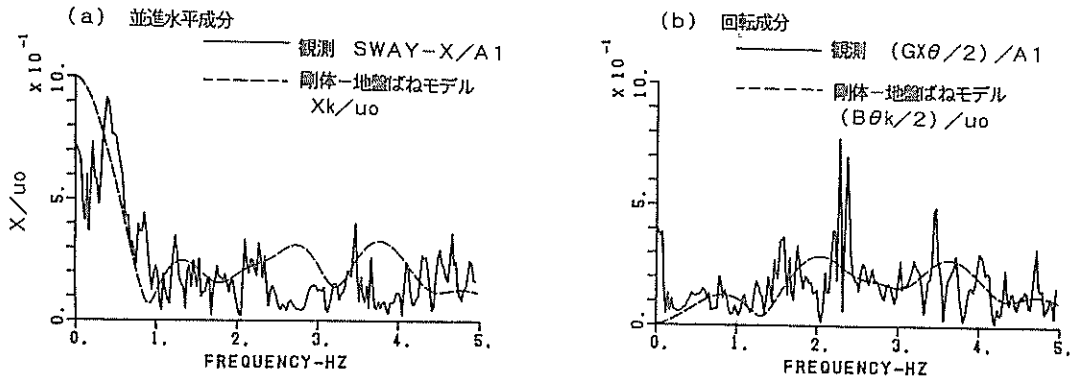 (a) 並進水平成分
観測 SWAY-X/A1
剛体-地盤ばねモデル
Xk/uo
X10⁻¹
10.
5.
0.
X/uo
0. 1. 2. 3. 4. 5.
FREQUENCY-HZ
(b) 回転成分
観測 (GXθ/2)/A1
剛体-地盤ばねモデル
(Bθk/2)/uo
X10⁻¹
10.
5.
0.
0. 1. 2. 3. 4. 5.
FREQUENCY-HZ